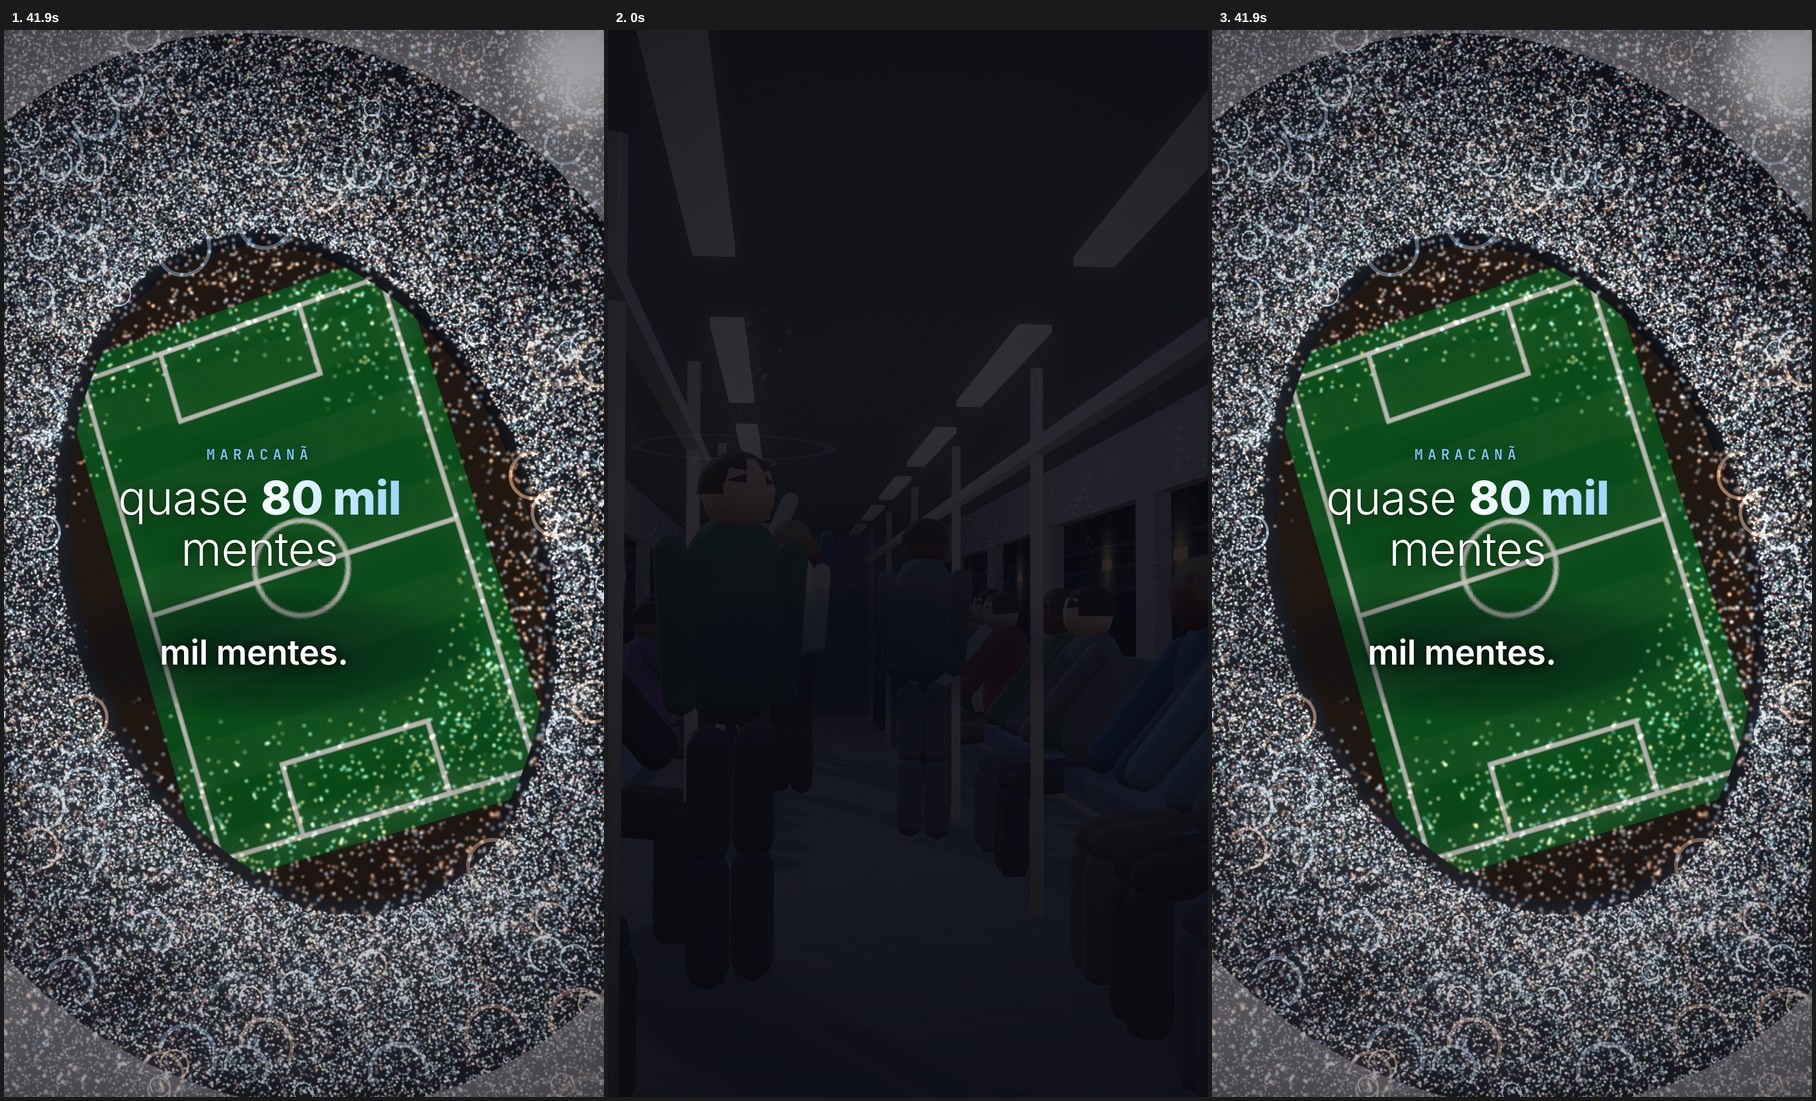 1. 41.9s
2. 0s
3. 41.9s
MARACANÃ
quase 80 mil
mentes
mil mentes.
MARACANÃ
quase 80 mil
mentes
mil mentes.